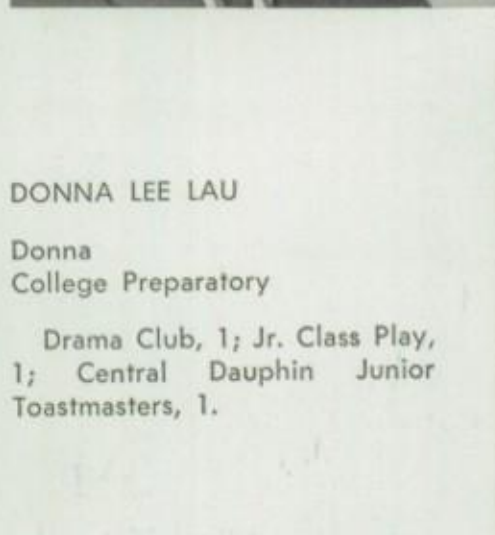 DONNA LEE LAU
Donna
College Preparatory
Drama Club, 1; Jr. Class Play,
1; Central Dauphin Junior
Toastmasters, 1.